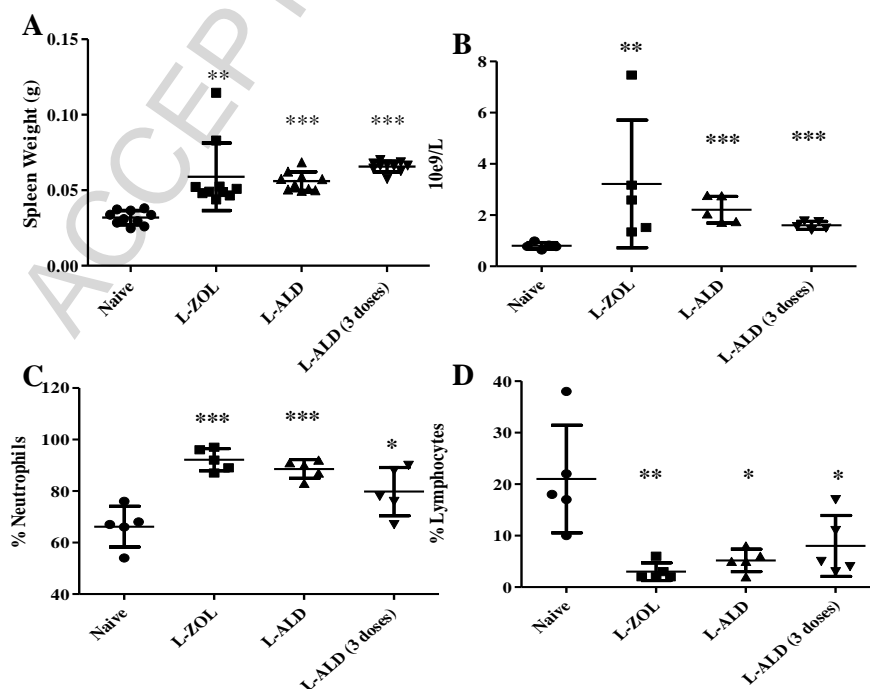 ACCEPT
A
0.15
0.10
0.05
0.00
Spleen Weight (g)
**
***
***
Naive
L-ZOL
L-ALD
L-ALD (3 doses)
B
8
6
4
2
0
10e9/L
**
***
***
Naive
L-ZOL
L-ALD
L-ALD (3 doses)
C
120
100
80
60
40
% Neutrophils
***
***
*
Naive
L-ZOL
L-ALD
L-ALD (3 doses)
D
40
30
20
10
0
% Lymphocytes
**
*
*
Naive
L-ZOL
L-ALD
L-ALD (3 doses)